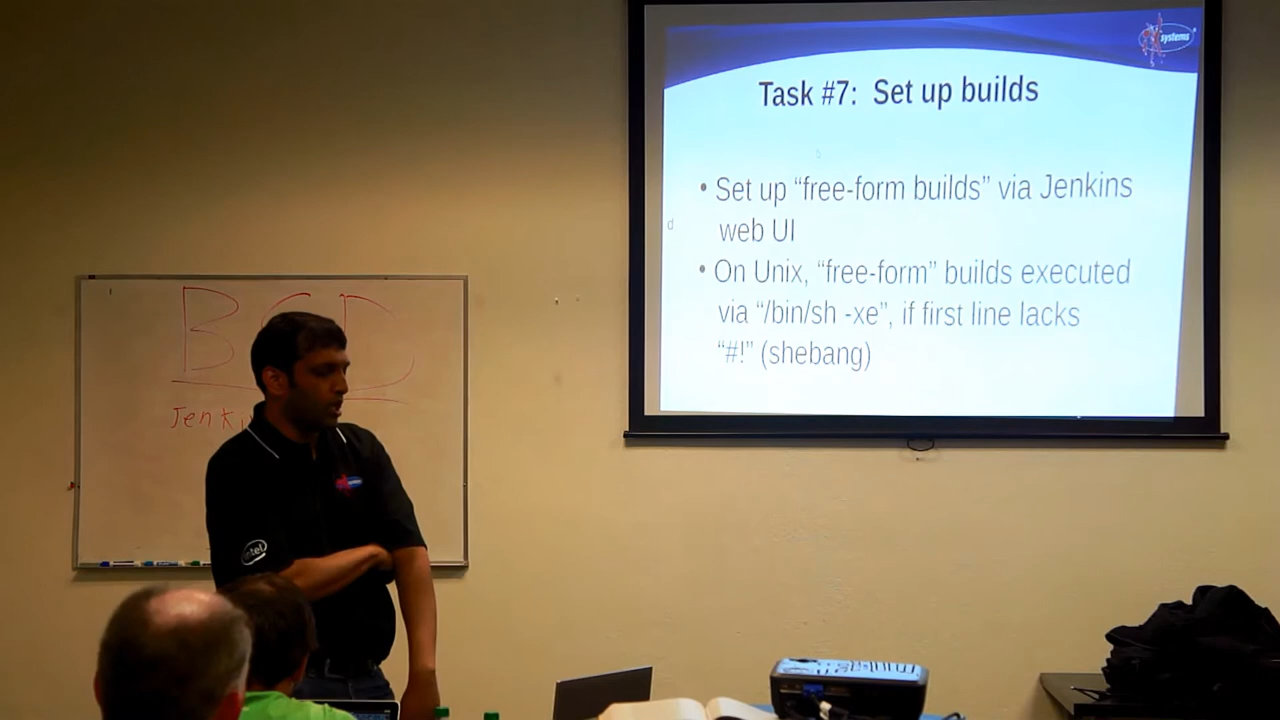 systems
Task #7: Set up builds
• Set up “free-form builds” via Jenkins
web UI
d
• On Unix, “free-form” builds executed
via “/bin/sh -xe”, if first line lacks
“#!” (shebang)
BSD
Jenki
intel